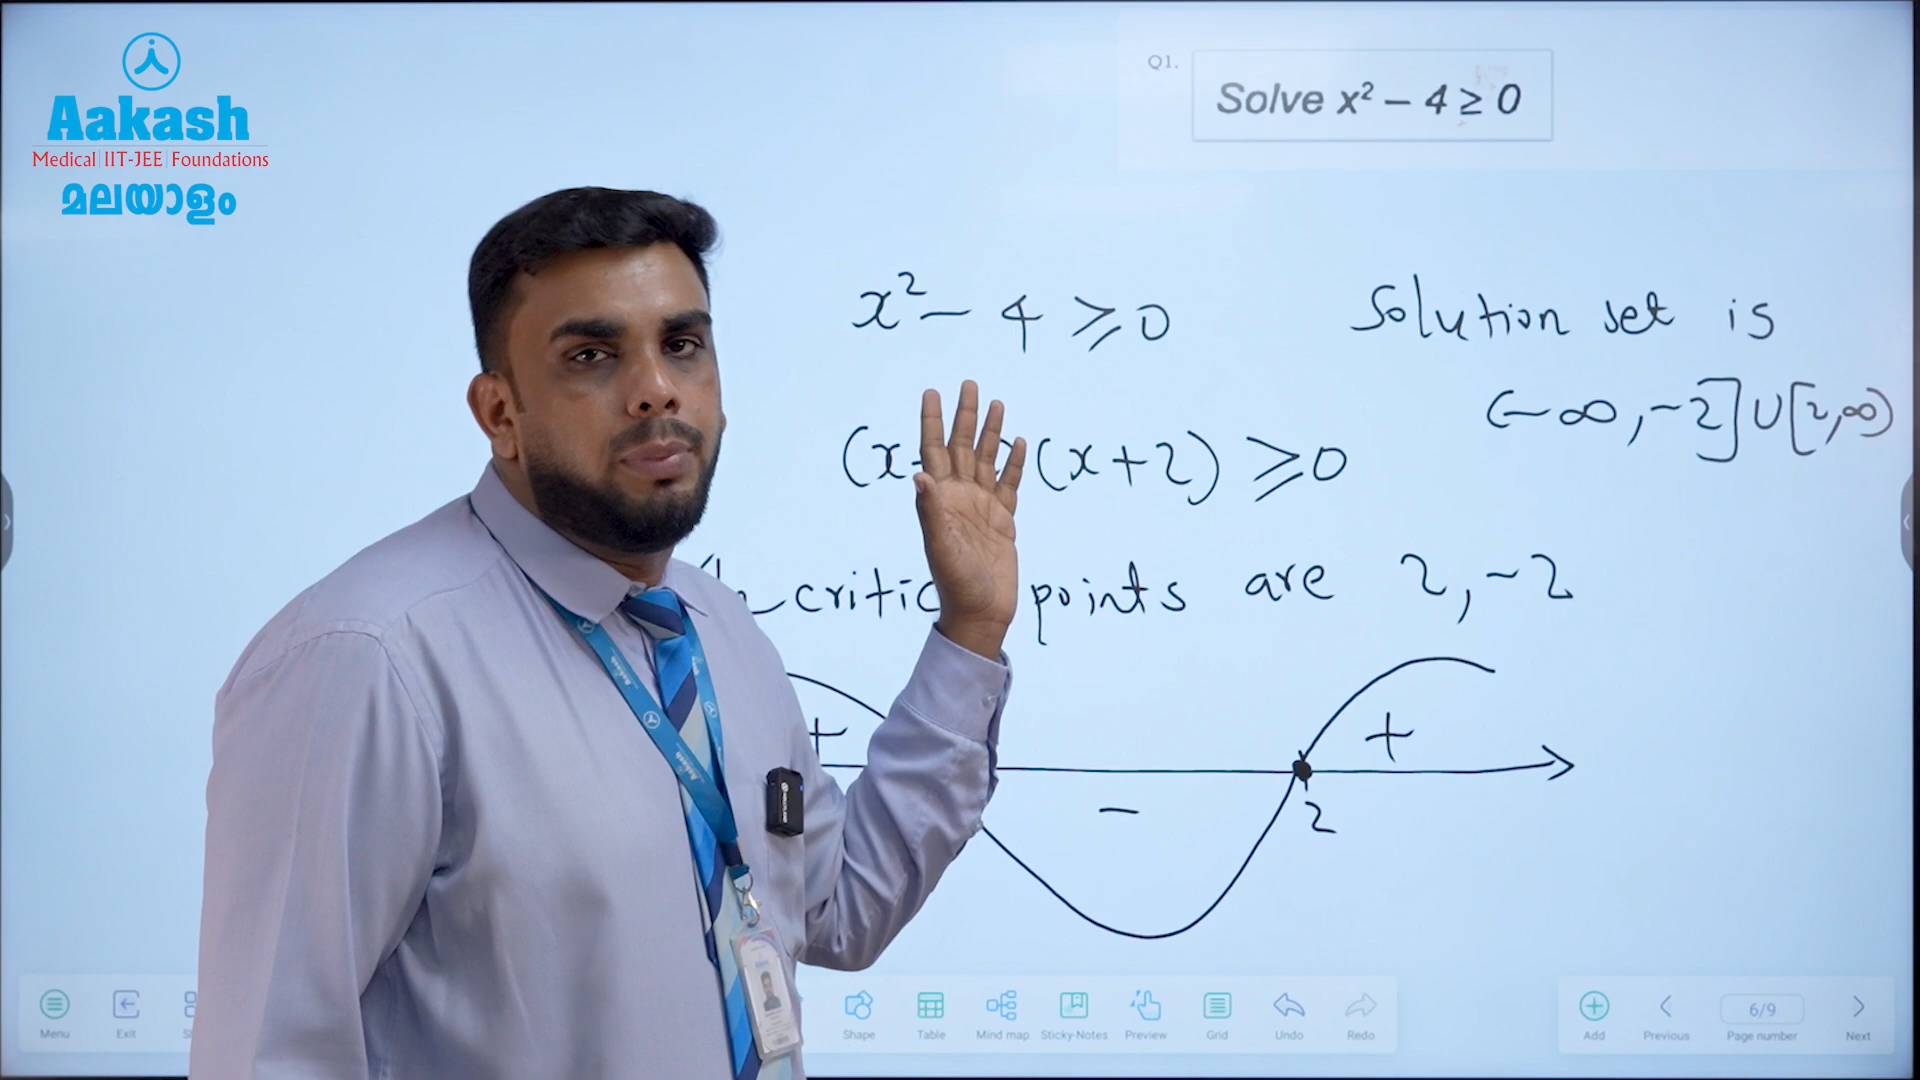 Aakash
Medical IIT-JEE Foundations
മലയാളം
Q1.
Solve x² – 4 ≥ 0
x² - 4 ≥ 0
(x (x+2) ≥ 0
critic points are 2, -2
+
-
+
2
Solution set is
(-∞, -2] ∪ [2, ∞)
Menu
Exit
Shape
Table
Mind map
Sticky-Notes
Preview
Grid
Undo
Redo
Add
Previous
6/9
Page number
Next